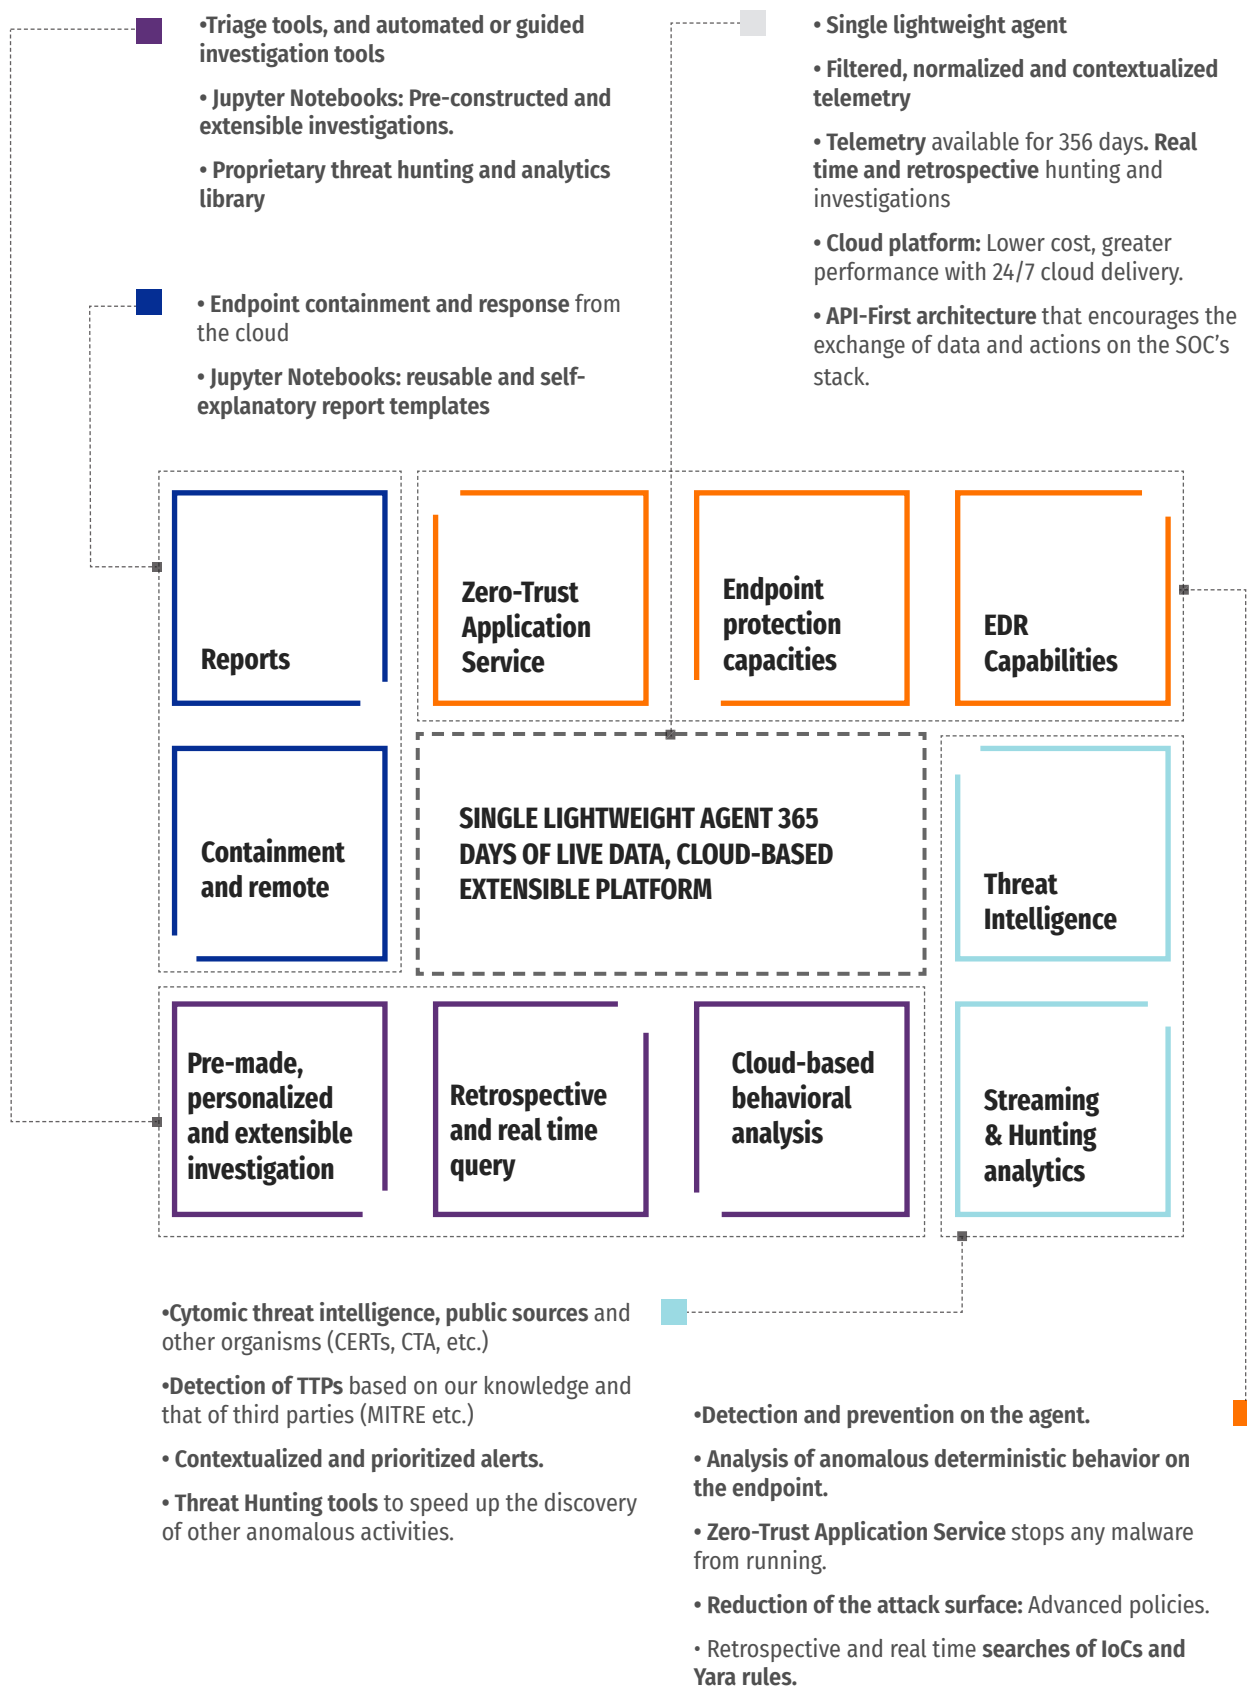 •Triage tools, and automated or guided
investigation tools
• Jupyter Notebooks: Pre-constructed and
extensible investigations.
• Proprietary threat hunting and analytics
library
• Single lightweight agent
• Filtered, normalized and contextualized
telemetry
• Telemetry available for 356 days. Real
time and retrospective hunting and
investigations
• Cloud platform: Lower cost, greater
performance with 24/7 cloud delivery.
• API-First architecture that encourages the
exchange of data and actions on the SOC’s
stack.
• Endpoint containment and response from
the cloud
• Jupyter Notebooks: reusable and self-
explanatory report templates
Reports
Zero-Trust
Application
Service
Endpoint
protection
capacities
EDR
Capabilities
Containment
and remote
SINGLE LIGHTWEIGHT AGENT 365
DAYS OF LIVE DATA, CLOUD-BASED
EXTENSIBLE PLATFORM
Threat
Intelligence
Pre-made,
personalized
and extensible
investigation
Retrospective
and real time
query
Cloud-based
behavioral
analysis
Streaming
& Hunting
analytics
•Cytomic threat intelligence, public sources and
other organisms (CERTs, CTA, etc.)
•Detection of TTPs based on our knowledge and
that of third parties (MITRE etc.)
• Contextualized and prioritized alerts.
• Threat Hunting tools to speed up the discovery
of other anomalous activities.
•Detection and prevention on the agent.
• Analysis of anomalous deterministic behavior on
the endpoint.
• Zero-Trust Application Service stops any malware
from running.
• Reduction of the attack surface: Advanced policies.
• Retrospective and real time searches of IoCs and
Yara rules.